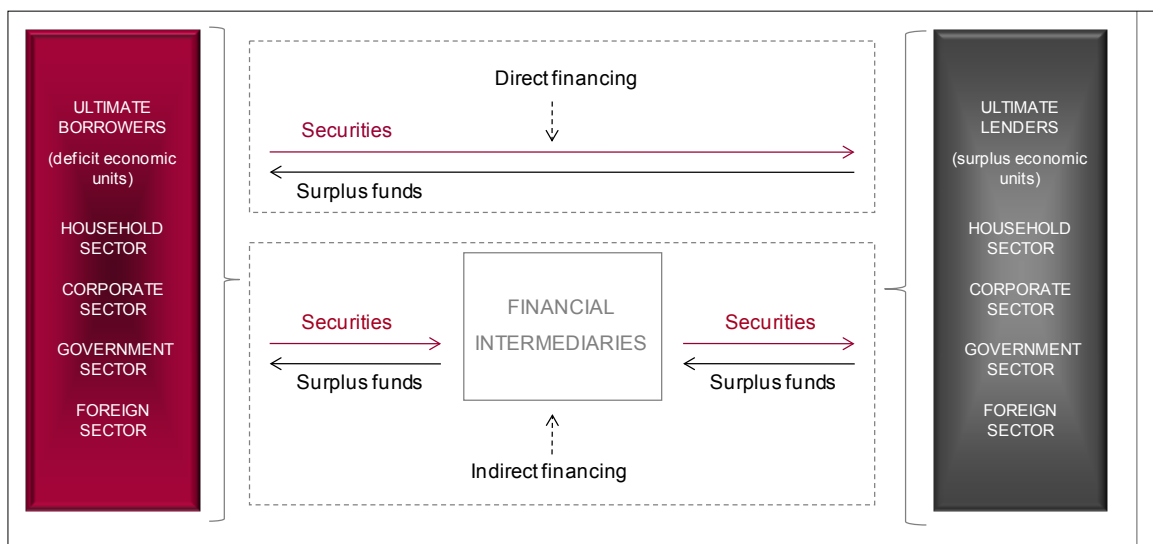 ULTIMATE
BORROWERS
(deficit economic
units)
HOUSEHOLD
SECTOR
CORPORATE
SECTOR
GOVERNMENT
SECTOR
FOREIGN
SECTOR
Direct financing
Securities
Surplus funds
FINANCIAL
INTERMEDIARIES
Securities
Surplus funds
Securities
Surplus funds
Indirect financing
ULTIMATE
LENDERS
(surplus economic
units)
HOUSEHOLD
SECTOR
CORPORATE
SECTOR
GOVERNMENT
SECTOR
FOREIGN
SECTOR